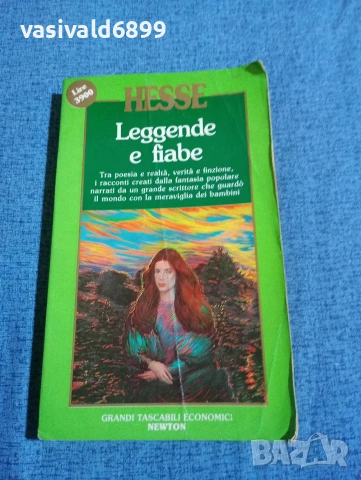 vasivald6899
Lire
3900
HESSE
Leggende
e fiabe
Tra poesia e realtà, verità e finzione,
i racconti creati dalla fantasia popolare
narrati da un grande scrittore che guardò
il mondo con la meraviglia dei bambini
GRANDI TASCABILI ECONOMICI
NEWTON
BAZAR